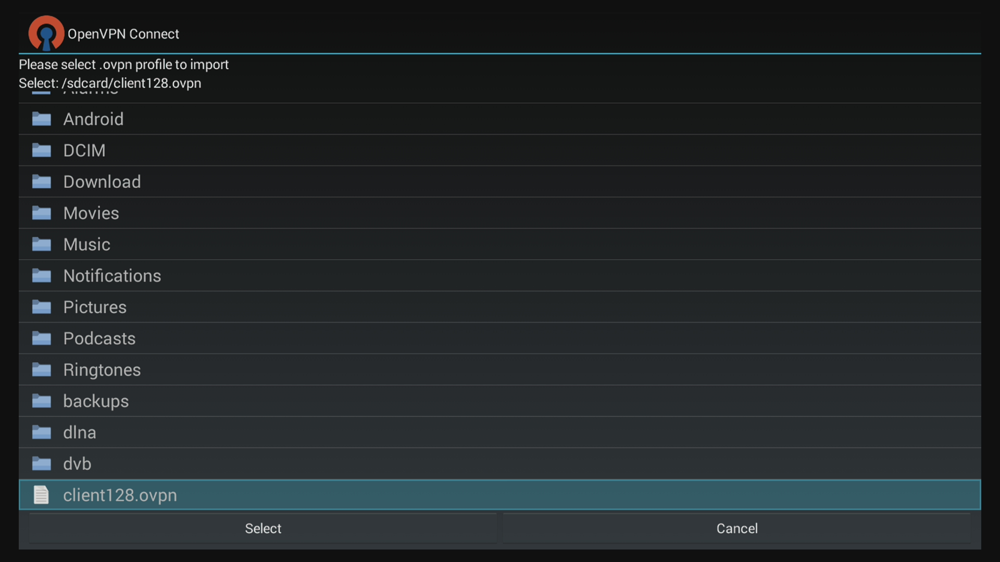 OpenVPN Connect
Please select .ovpn profile to import
Select: /sdcard/client128.ovpn
Alarms
Android
DCIM
Download
Movies
Music
Notifications
Pictures
Podcasts
Ringtones
backups
dlna
dvb
client128.ovpn
Select
Cancel